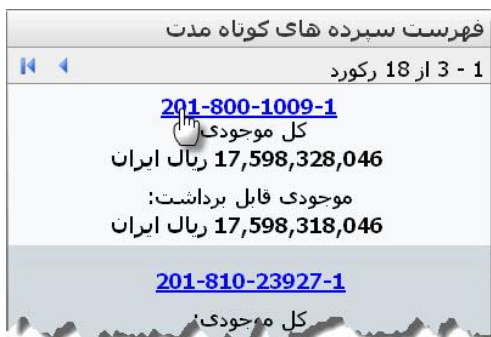 فهرست سپرده های کوتاه مدت
1 - 3 از 18 رکورد
201-800-1009-1
کل موجودی:
17,598,328,046 ریال ایران
موجودی قابل برداشت:
17,598,318,046 ریال ایران
201-810-23927-1
کل موجودی: